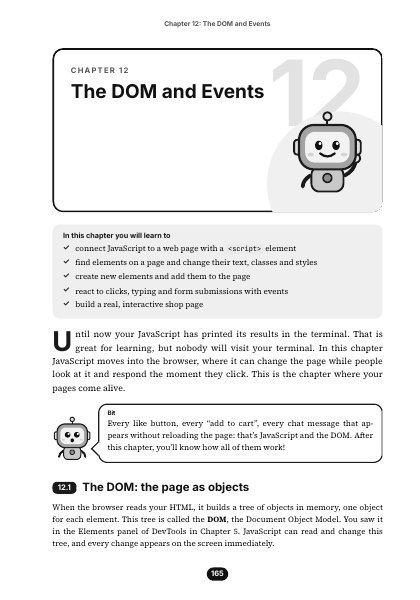 Chapter 12: The DOM and Events
CHAPTER 12
12
The DOM and Events
In this chapter you will learn to
✓ connect JavaScript to a web page with a <script> element
✓ find elements on a page and change their text, classes and styles
✓ create new elements and add them to the page
✓ react to clicks, typing and form submissions with events
✓ build a real, interactive shop page
Until now your JavaScript has printed its results in the terminal. That is
great for learning, but nobody will visit your terminal. In this chapter
JavaScript moves into the browser, where it can change the page while people
look at it and respond the moment they click. This is the chapter where your
pages come alive.
Bit
Every like button, every “add to cart”, every chat message that ap-
pears without reloading the page: that’s JavaScript and the DOM. After
this chapter, you’ll know how all of them work!
12.1 The DOM: the page as objects
When the browser reads your HTML, it builds a tree of objects in memory, one object
for each element. This tree is called the DOM, the Document Object Model. You saw it
in the Elements panel of DevTools in Chapter 5. JavaScript can read and change this
tree, and every change appears on the screen immediately.
165